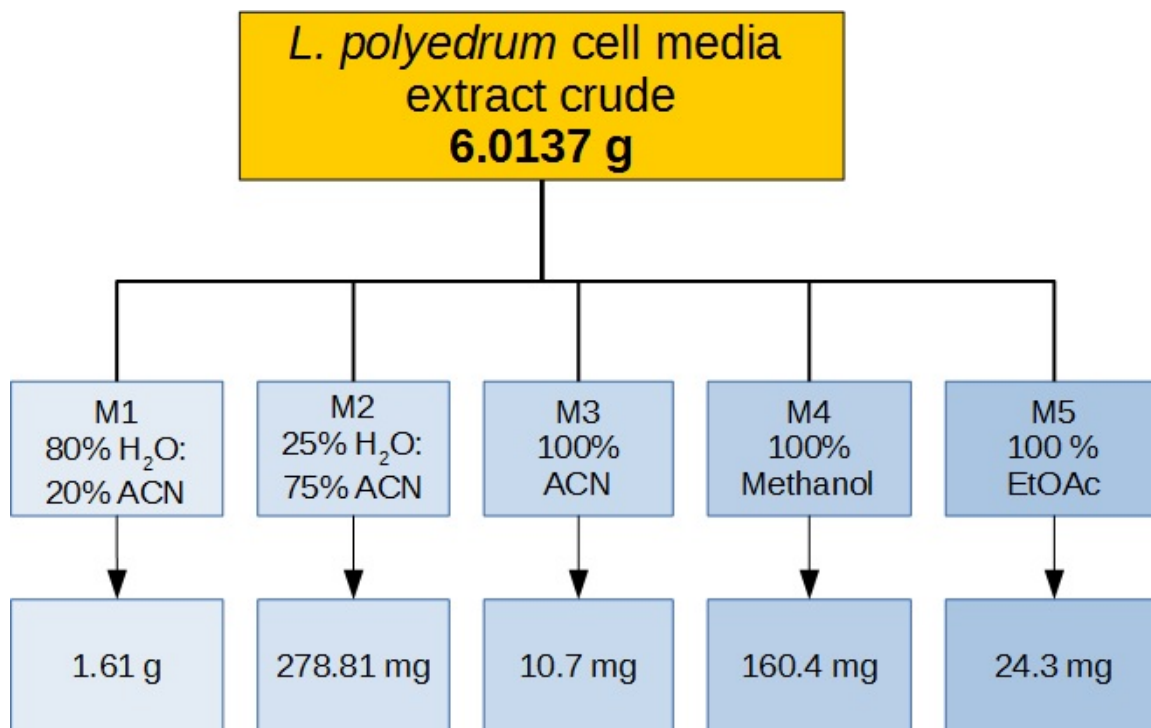 L. polyedrum cell media
extract crude
6.0137 g
M1
80% H₂O:
20% ACN
M2
25% H₂O:
75% ACN
M3
100%
ACN
M4
100%
Methanol
M5
100 %
EtOAc
1.61 g
278.81 mg
10.7 mg
160.4 mg
24.3 mg